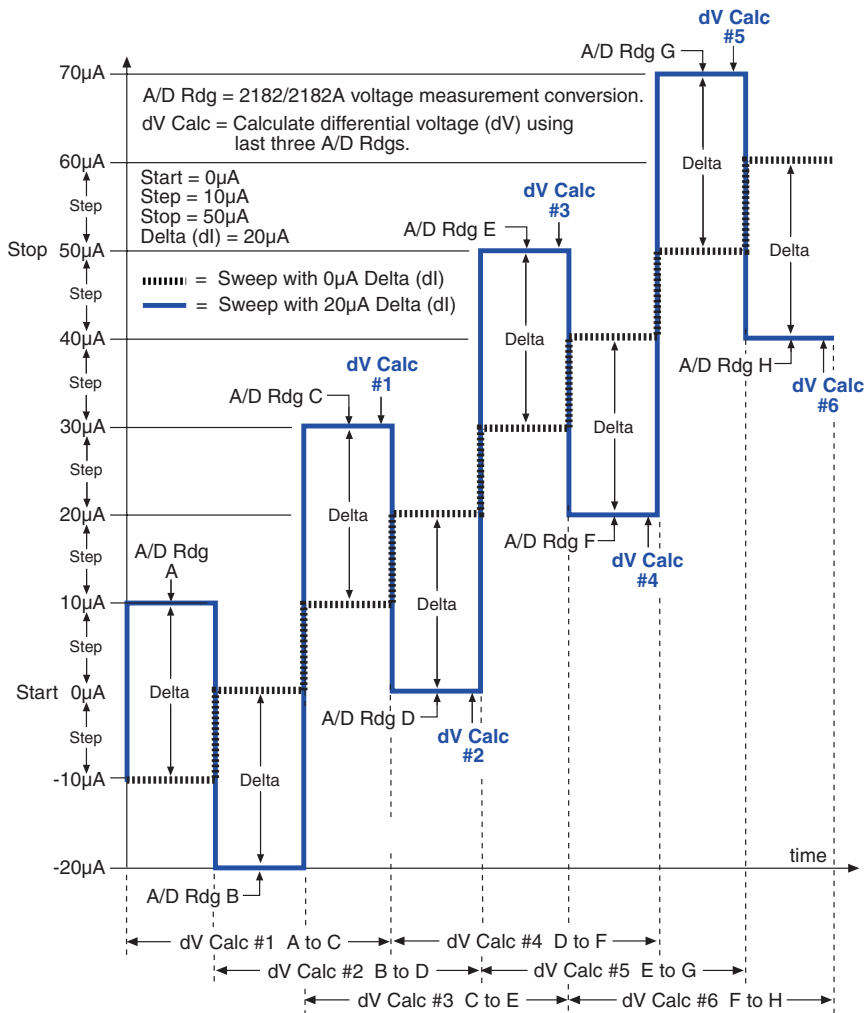 dV Calc
#5
A/D Rdg G
70µA
A/D Rdg = 2182/2182A voltage measurement conversion.
dV Calc = Calculate differential voltage (dV) using
last three A/D Rdgs.
Delta
60µA
Start = 0µA
Step = 10µA
Stop = 50µA
Delta (dI) = 20µA
Step
dV Calc
#3
A/D Rdg E
Delta
Stop 50µA
= Sweep with 0µA Delta (dI)
= Sweep with 20µA Delta (dI)
Step
Delta
40µA
dV Calc
#1
A/D Rdg H
dV Calc
#6
Step
A/D Rdg C
30µA
Delta
Step
Delta
20µA
A/D Rdg F
dV Calc
#4
Step
A/D Rdg
A
10µA
Delta
Step
Delta
Start 0µA
A/D Rdg D
dV Calc
#2
Step
Delta
-10µA
time
-20µA
A/D Rdg B
dV Calc #1 A to C
dV Calc #4 D to F
dV Calc #2 B to D
dV Calc #5 E to G
dV Calc #3 C to E
dV Calc #6 F to H